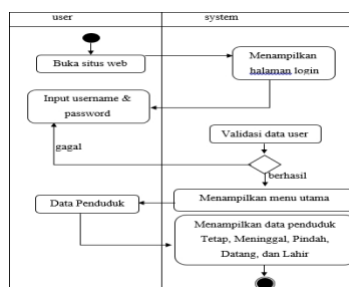 user
system
Buka situs web
Menampilkan
halaman login
Input username &
password
Validasi data user
gagal
berhasil
Data Penduduk
Menampilkan menu utama
Menampilkan data penduduk
Tetap, Meninggal, Pindah,
Datang, dan Lahir